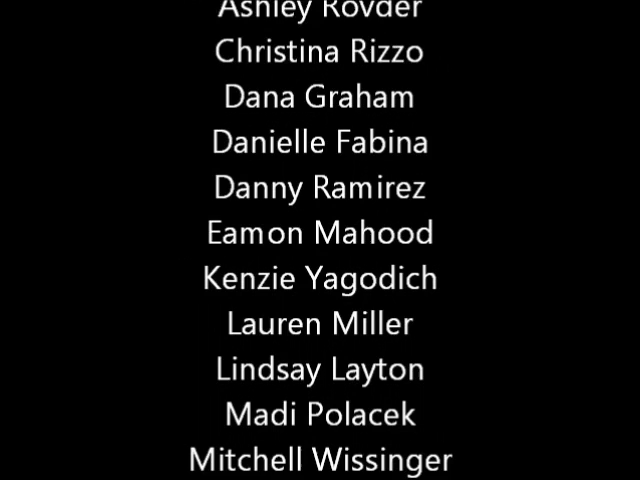 Ashley Rovder
Christina Rizzo
Dana Graham
Danielle Fabina
Danny Ramirez
Eamon Mahood
Kenzie Yagodich
Lauren Miller
Lindsay Layton
Madi Polacek
Mitchell Wissinger